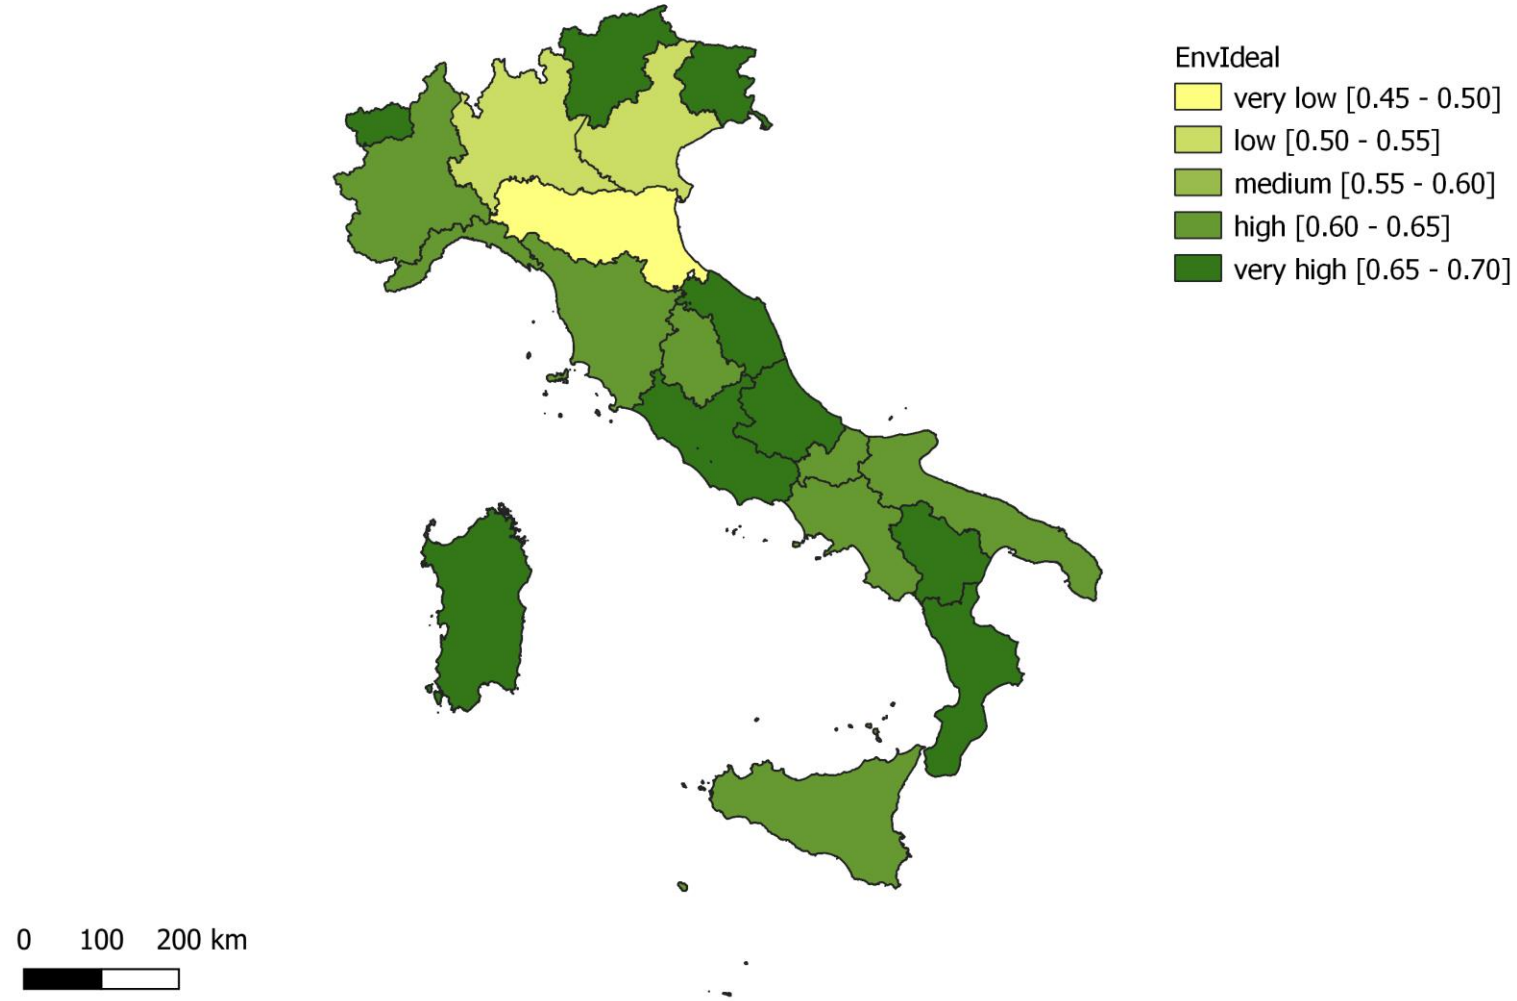 EnvIdeal
very low [0.45 - 0.50]
low [0.50 - 0.55]
medium [0.55 - 0.60]
high [0.60 - 0.65]
very high [0.65 - 0.70]
0 100 200 km